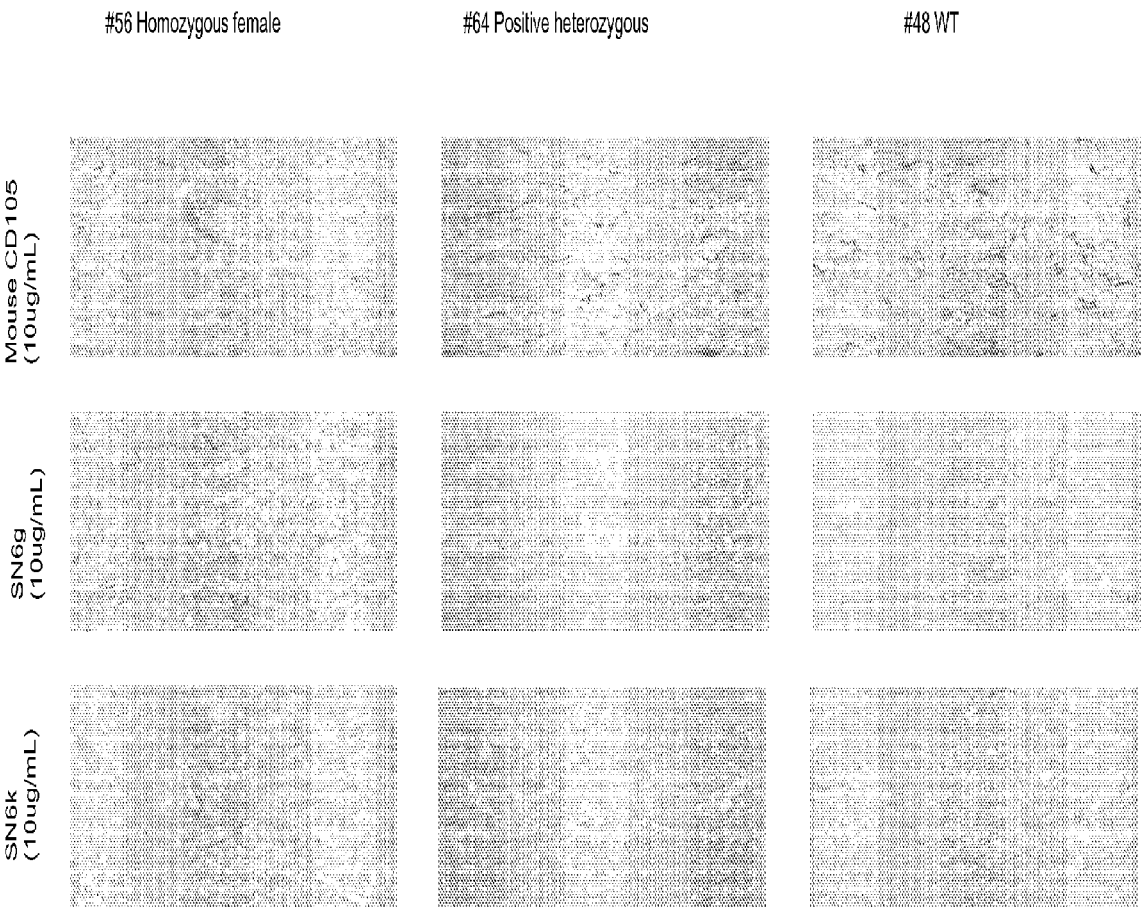 #56 Homozygous female
#64 Positive heterozygous
#48 WT
Mouse CD105
(10ug/mL)
SN6g
(10ug/mL)
SN6k
(10ug/mL)